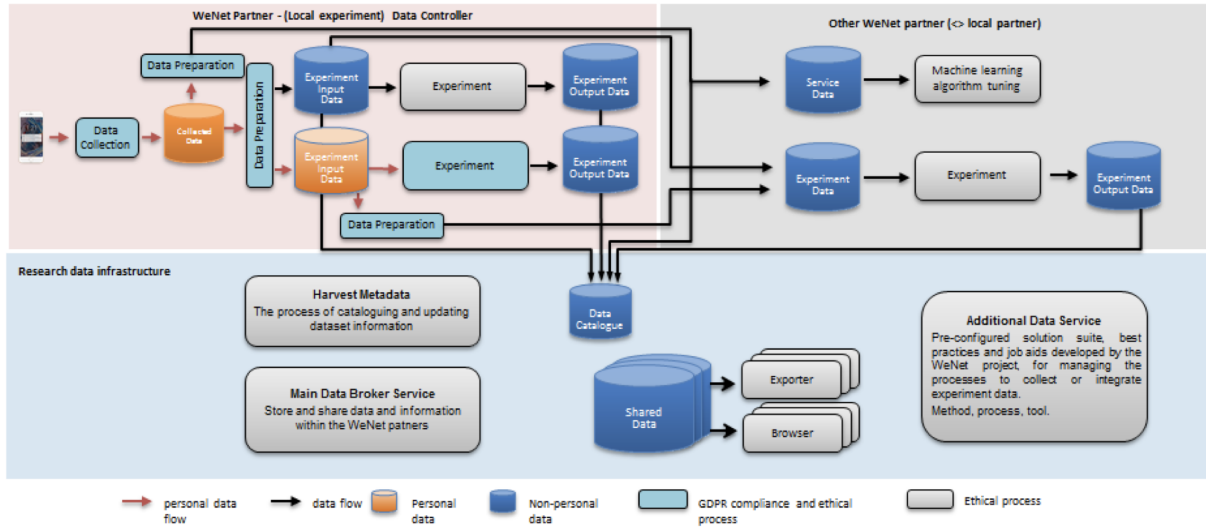 WeNet Partner - (Local experiment) Data Controller
Other WeNet partner (<> local partner)
Data Preparation
Data
Collection
Collected
Data
Data Preparation
Experiment
Input
Data
Experiment
Experiment
Output Data
Experiment
Input
Data
Experiment
Experiment
Output Data
Data Preparation
Service
Data
Machine learning
algorithm tuning
Experiment
Data
Experiment
Experiment
Output Data
Research data infrastructure
Harvest Metadata
The process of cataloguing and updating
dataset information
Main Data Broker Service
Store and share data and information
within the WeNet patners
Data
Catalogue
Shared
Data
Exporter
Browser
Additional Data Service
Pre-configured solution suite, best
practices and job aids developed by the
WeNet project, for managing the
processes to collect or integrate
experiment data.
Method, process, tool.
personal data
flow
data flow
Personal
data
Non-personal
data
GDPR compliance and ethical
process
Ethical process